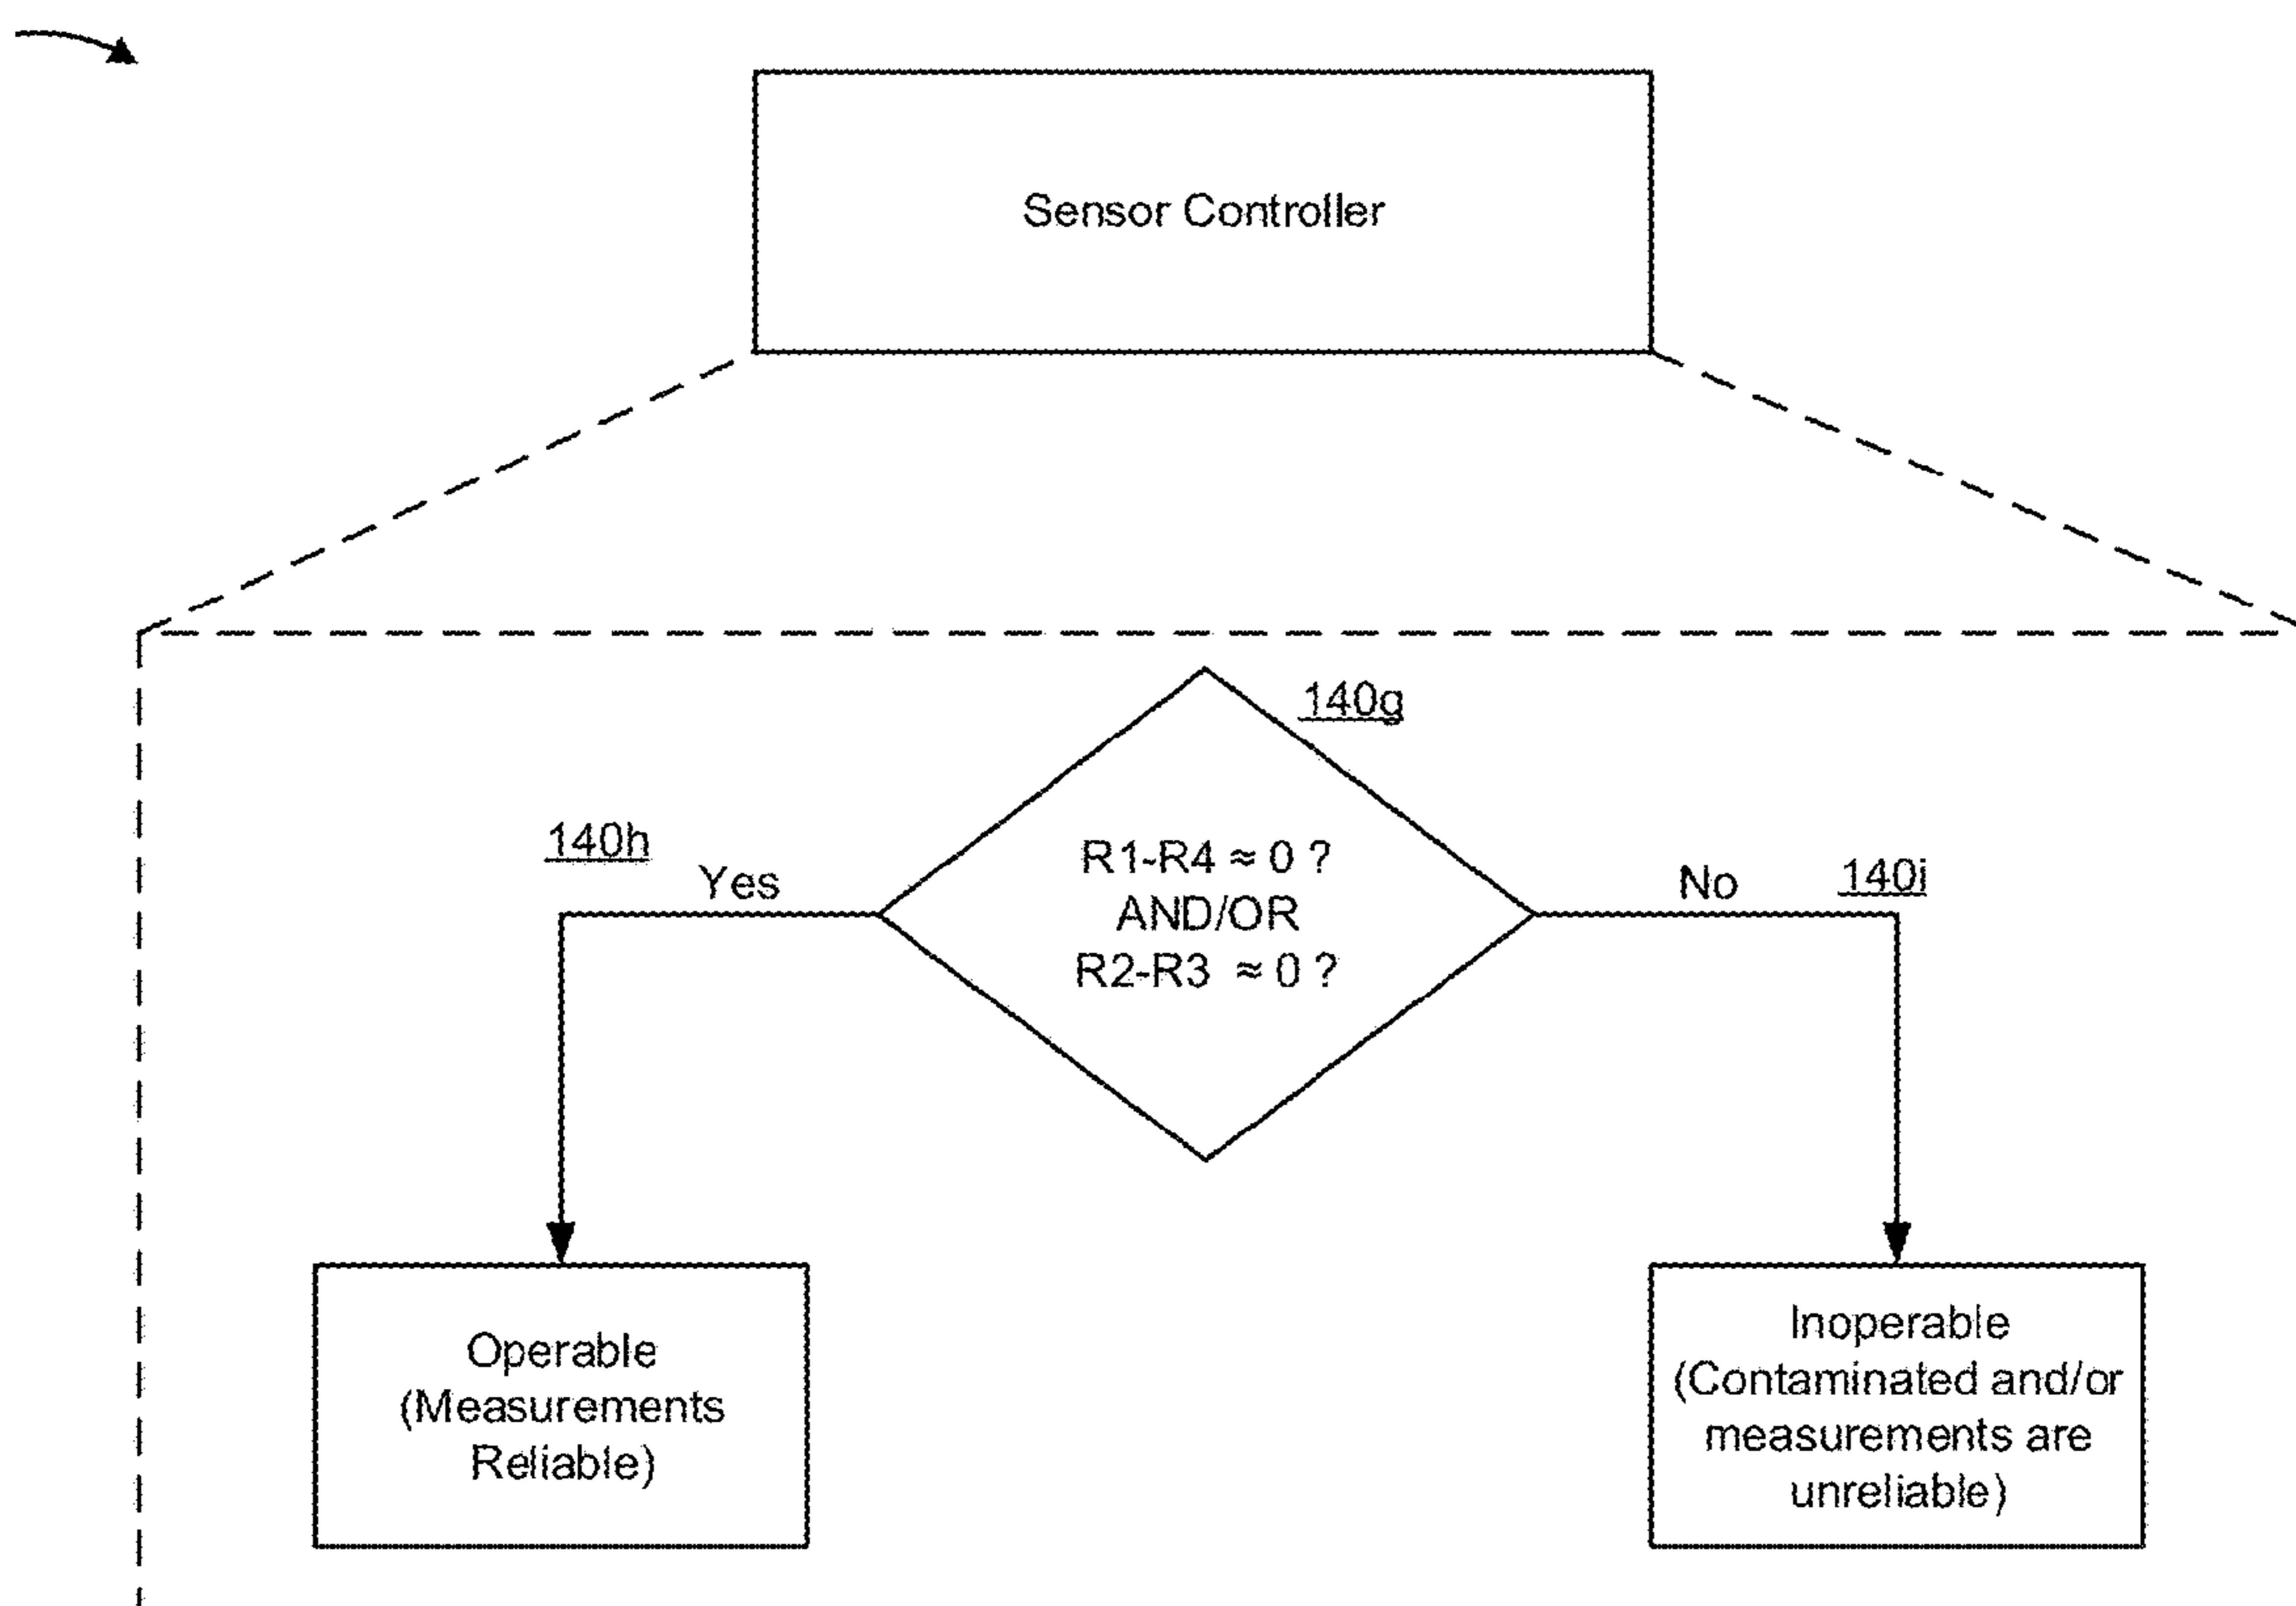 Sensor Controller
140g
140h
Yes
R1-R4 ≈ 0 ?
AND/OR
R2-R3 ≈ 0 ?
No
140i
Operable
(Measurements
Reliable)
Inoperable
(Contaminated and/or
measurements are
unreliable)